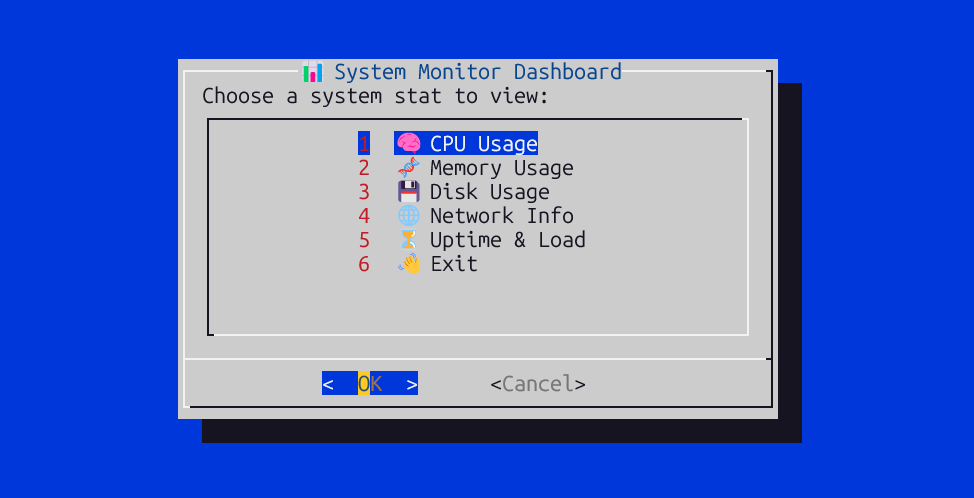 📊 System Monitor Dashboard
Choose a system stat to view:
1 🧠 CPU Usage
2 🧬 Memory Usage
3 💾 Disk Usage
4 🌐 Network Info
5 ⏳ Uptime & Load
6 👋 Exit
<  OK  > <Cancel>